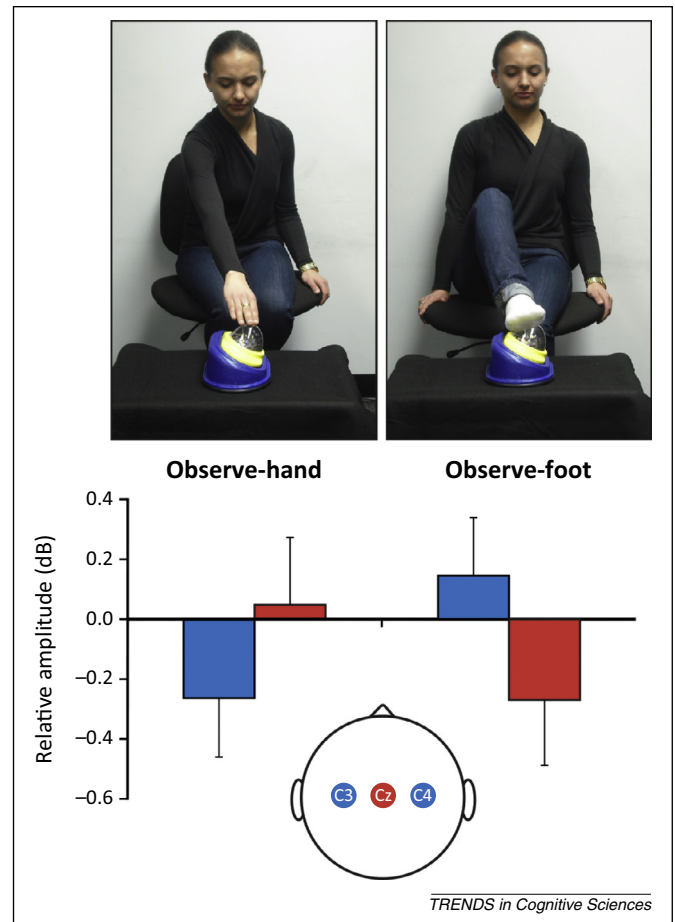 Observe-hand Observe-foot
Relative amplitude (dB)
0.4
0.2
0.0
–0.2
–0.4
–0.6
C3 Cz C4
TRENDS in Cognitive Sciences